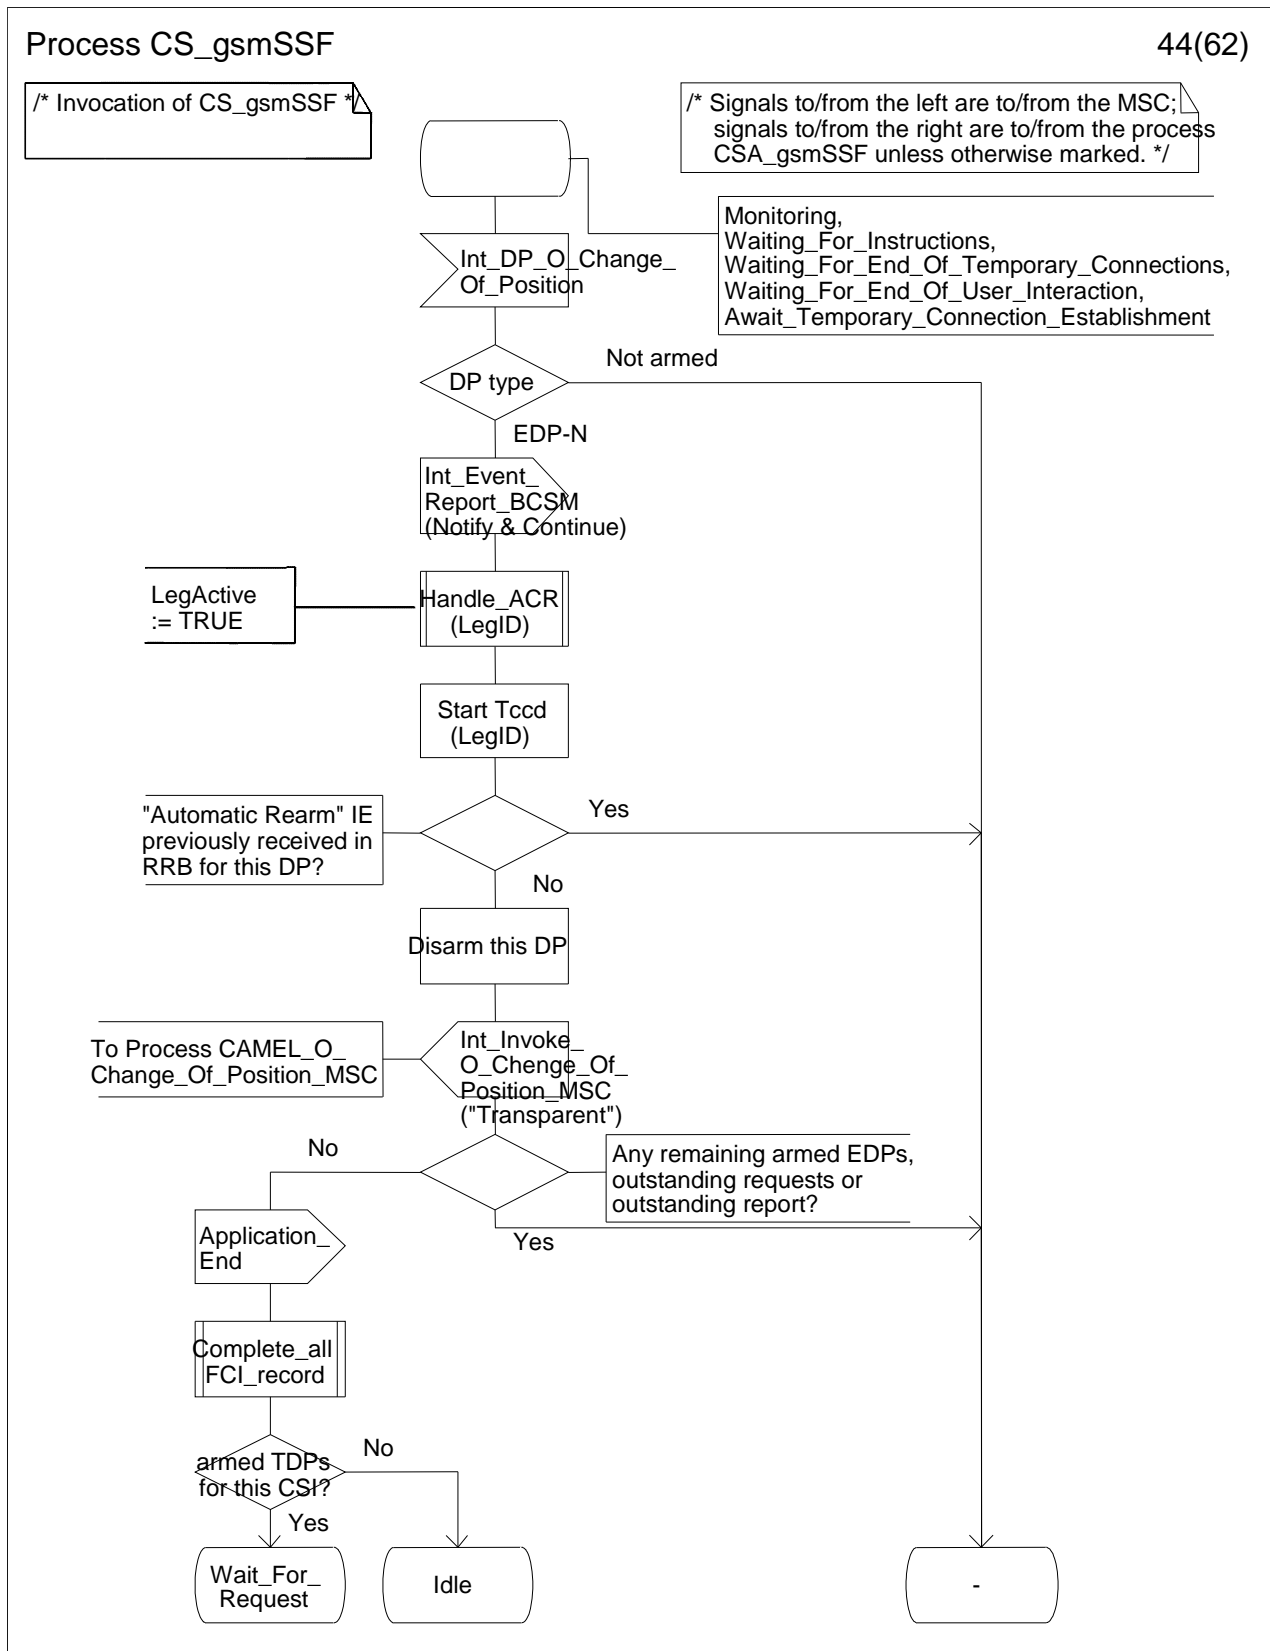 Process CS_gsmSSF
44(62)
/* Invocation of CS_gsmSSF */
/* Signals to/from the left are to/from the MSC;
signals to/from the right are to/from the process
CSA_gsmSSF unless otherwise marked. */
Monitoring,
Waiting_For_Instructions,
Waiting_For_End_Of_Temporary_Connections,
Waiting_For_End_Of_User_Interaction,
Await_Temporary_Connection_Establishment
Int_DP_O_Change_
Of_Position
DP type
Not armed
EDP-N
Int_Event_
Report_BCSM
(Notify & Continue)
LegActive
:= TRUE
Handle_ACR
(LegID)
Start Tccd
(LegID)
"Automatic Rearm" IE
previously received in
RRB for this DP?
Yes
No
Disarm this DP
To Process CAMEL_O_
Change_Of_Position_MSC
Int_Invoke_
O_Chenge_Of_
Position_MSC
("Transparent")
No
Any remaining armed EDPs,
outstanding requests or
outstanding report?
Yes
Application_
End
Complete_all
FCI_record
armed TDPs
for this CSI?
No
Yes
Wait_For_
Request
Idle
-